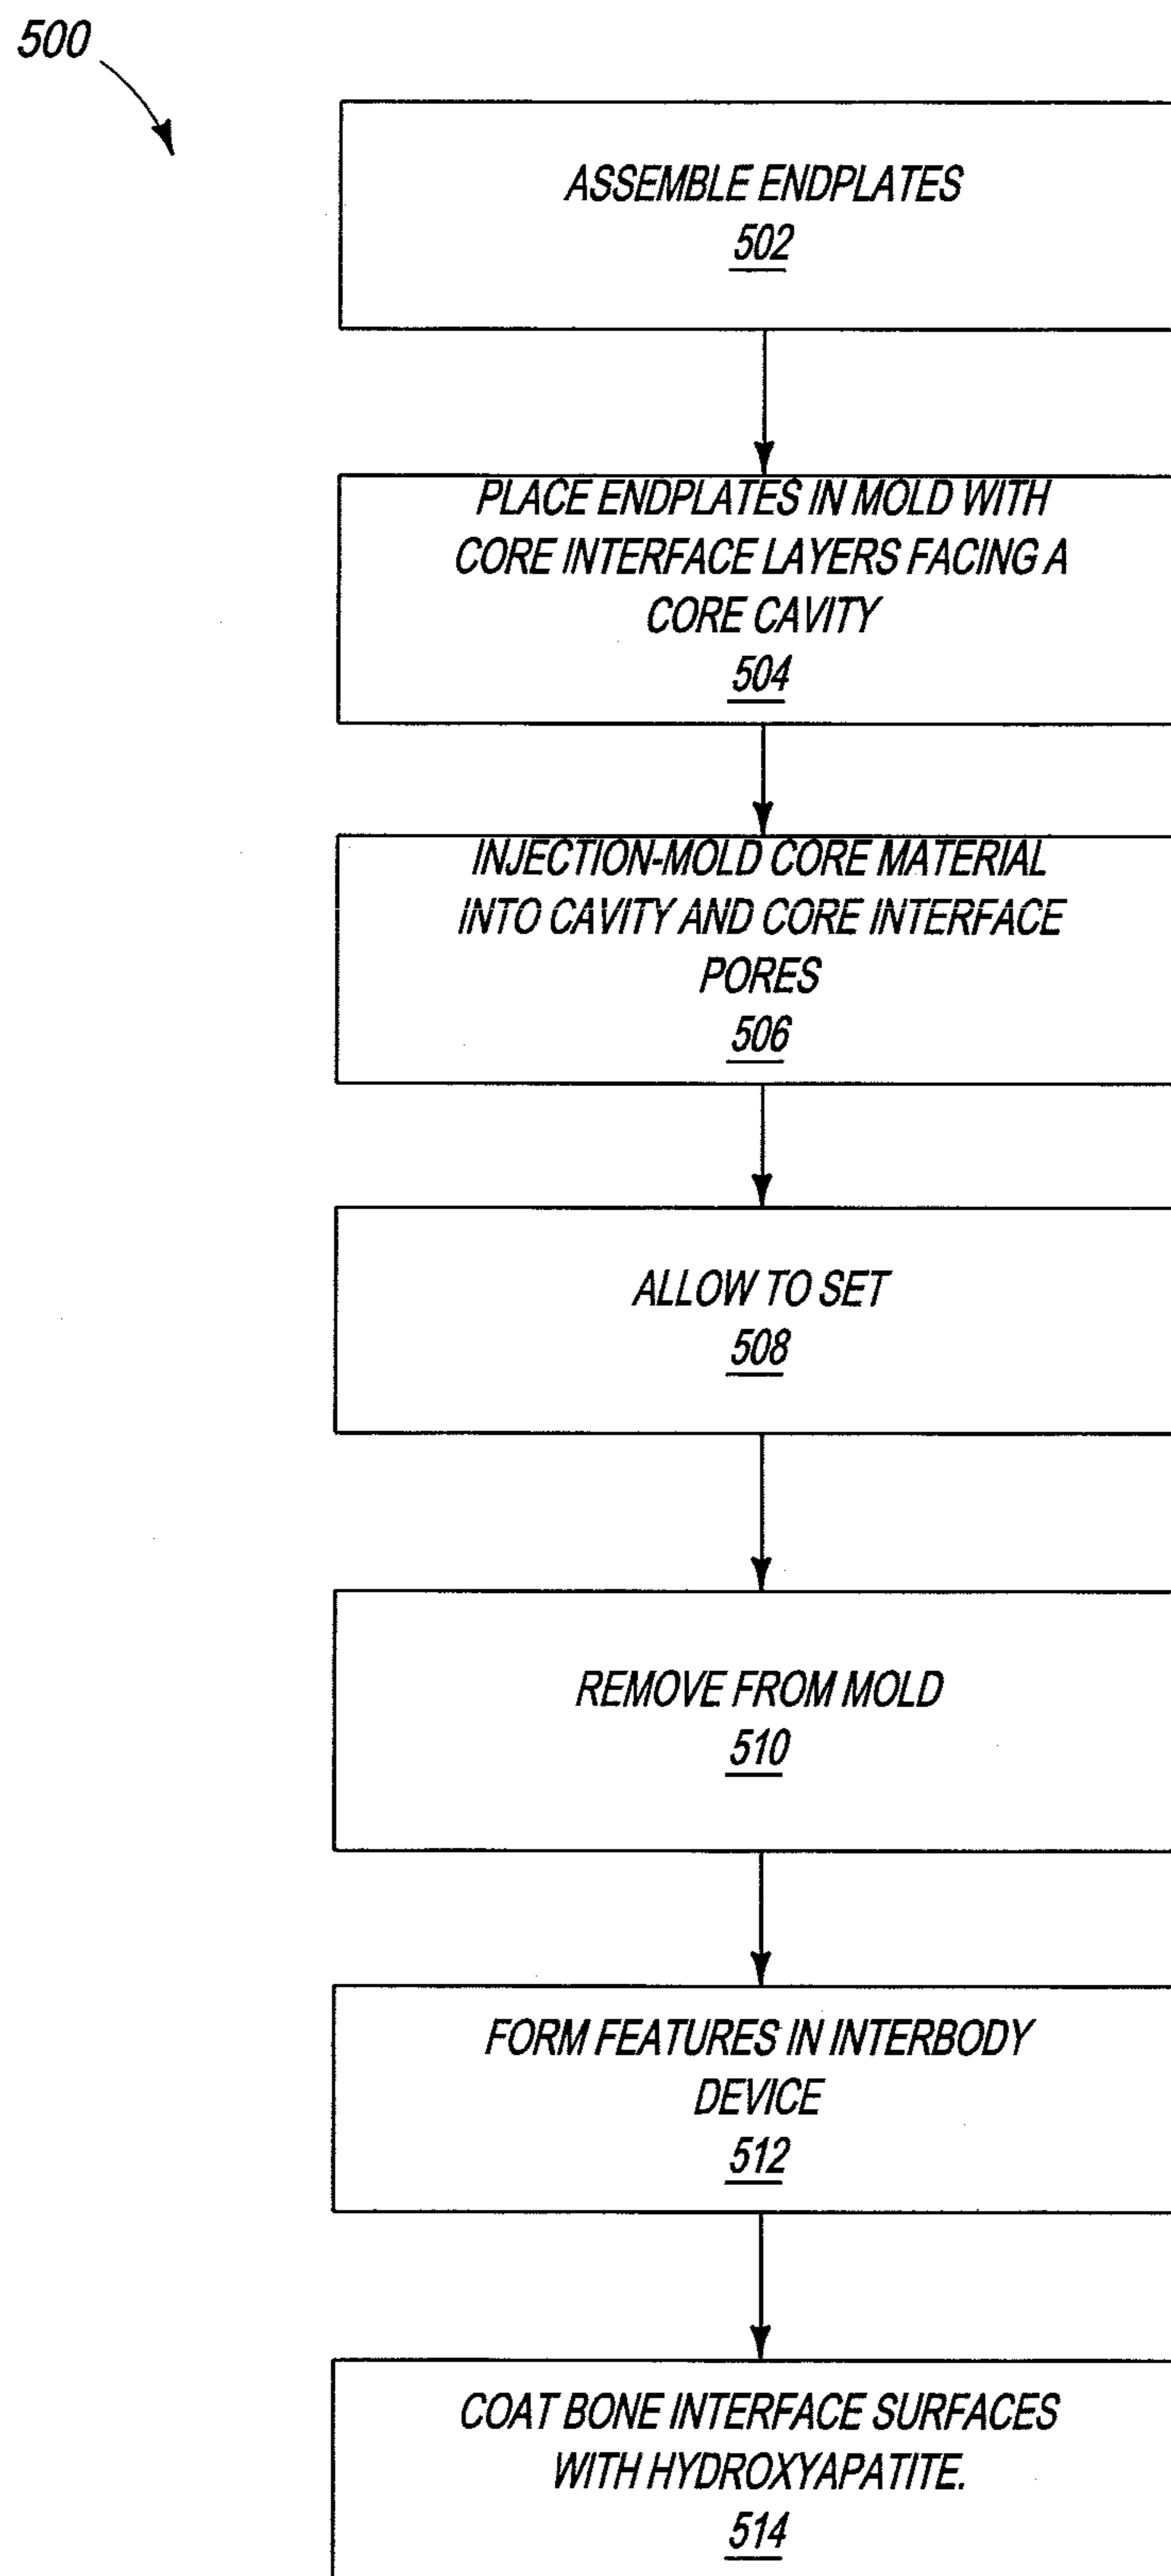 500
ASSEMBLE ENDPLATES
502
PLACE ENDPLATES IN MOLD WITH
CORE INTERFACE LAYERS FACING A
CORE CAVITY
504
INJECTION-MOLD CORE MATERIAL
INTO CAVITY AND CORE INTERFACE
PORES
506
ALLOW TO SET
508
REMOVE FROM MOLD
510
FORM FEATURES IN INTERBODY
DEVICE
512
COAT BONE INTERFACE SURFACES
WITH HYDROXYAPATITE.
514